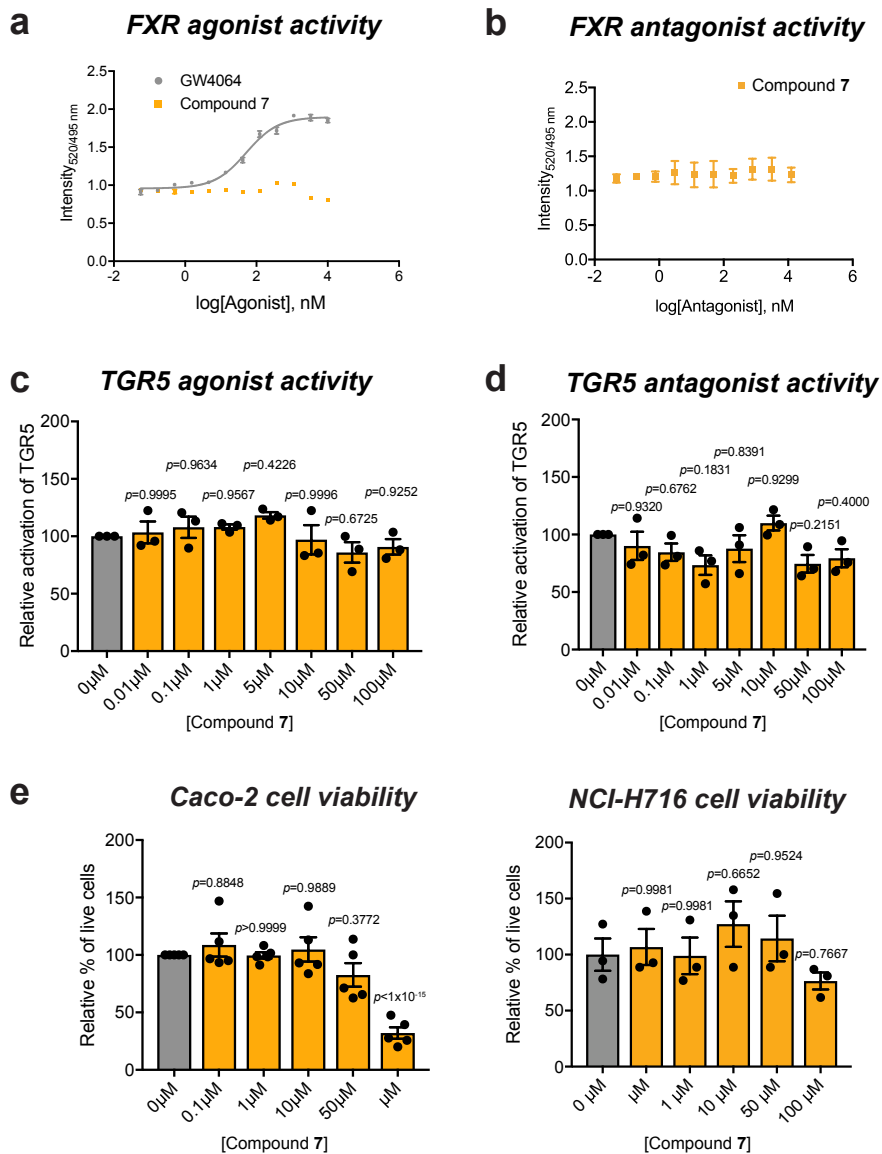 a
FXR agonist activity
2.5
2.0
1.5
1.0
0.5
0.0
Intensity520/495 nm
GW4064
Compound 7
-2
0
2
4
6
log[Agonist], nM
b
FXR antagonist activity
2.5
2.0
1.5
1.0
0.5
0.0
Intensity520/495 nm
Compound 7
-2
0
2
4
6
log[Antagonist], nM
c
TGR5 agonist activity
Relative activation of TGR5
200
150
100
50
0
p=0.9995
p=0.9634
p=0.9567
p=0.4226
p=0.9996
p=0.6725
p=0.9252
0µM
0.01µM
0.1µM
1µM
5µM
10µM
50µM
100µM
[Compound 7]
d
TGR5 antagonist activity
Relative activation of TGR5
200
150
100
50
0
p=0.9320
p=0.6762
p=0.1831
p=0.8391
p=0.9299
p=0.2151
p=0.4000
0µM
0.01µM
0.1µM
1µM
5µM
10µM
50µM
100µM
[Compound 7]
e
Caco-2 cell viability
Relative % of live cells
200
150
100
50
0
p=0.8848
p>0.9999
p=0.9889
p=0.3772
p<1x10-15
0µM
0.1µM
1µM
10µM
50µM
µM
[Compound 7]
NCI-H716 cell viability
Relative % of live cells
200
150
100
50
0
p=0.9981
p=0.9981
p=0.6652
p=0.9524
p=0.7667
0 µM
µM
1 µM
10 µM
50 µM
100 µM
[Compound 7]